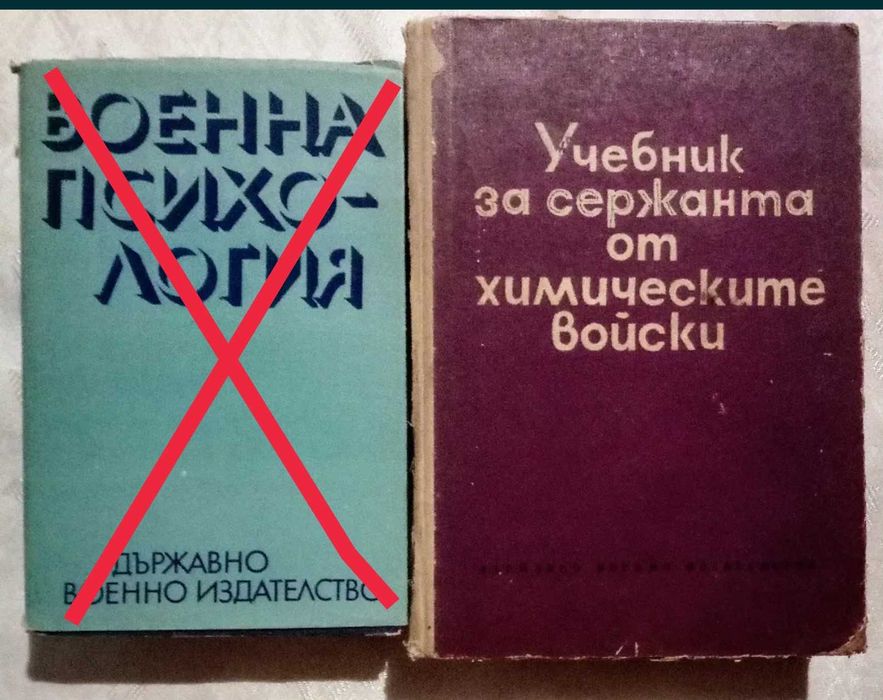 ВОЕННА
ПСИХО-
ЛОГИЯ
ДЪРЖАВНО
ВОЕННО ИЗДАТЕЛСТВО
Учебник
за сержанта
от
химическите
войски